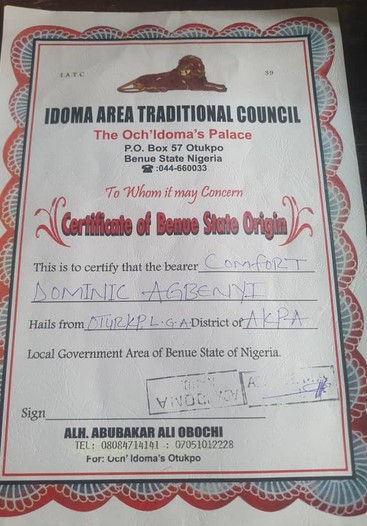 I.A.T.C 39
IDOMA AREA TRADITIONAL COUNCIL
The Och'Idoma's Palace
P.O. Box 57 Otukpo
Benue State Nigeria
☎:044-660033
To Whom it may Concern
Certificate of Benue State Origin
This is to certify that the bearer COMFORT
DOMINIC AGBENYI
Hails from OTURKP L.G.A District of AKPA
Local Government Area of Benue State of Nigeria.
Sign
ALH. ABUBAKAR ALI OBOCHI
TEL: 08084714141 : 07051012228
For: Och' Idoma's Otukpo